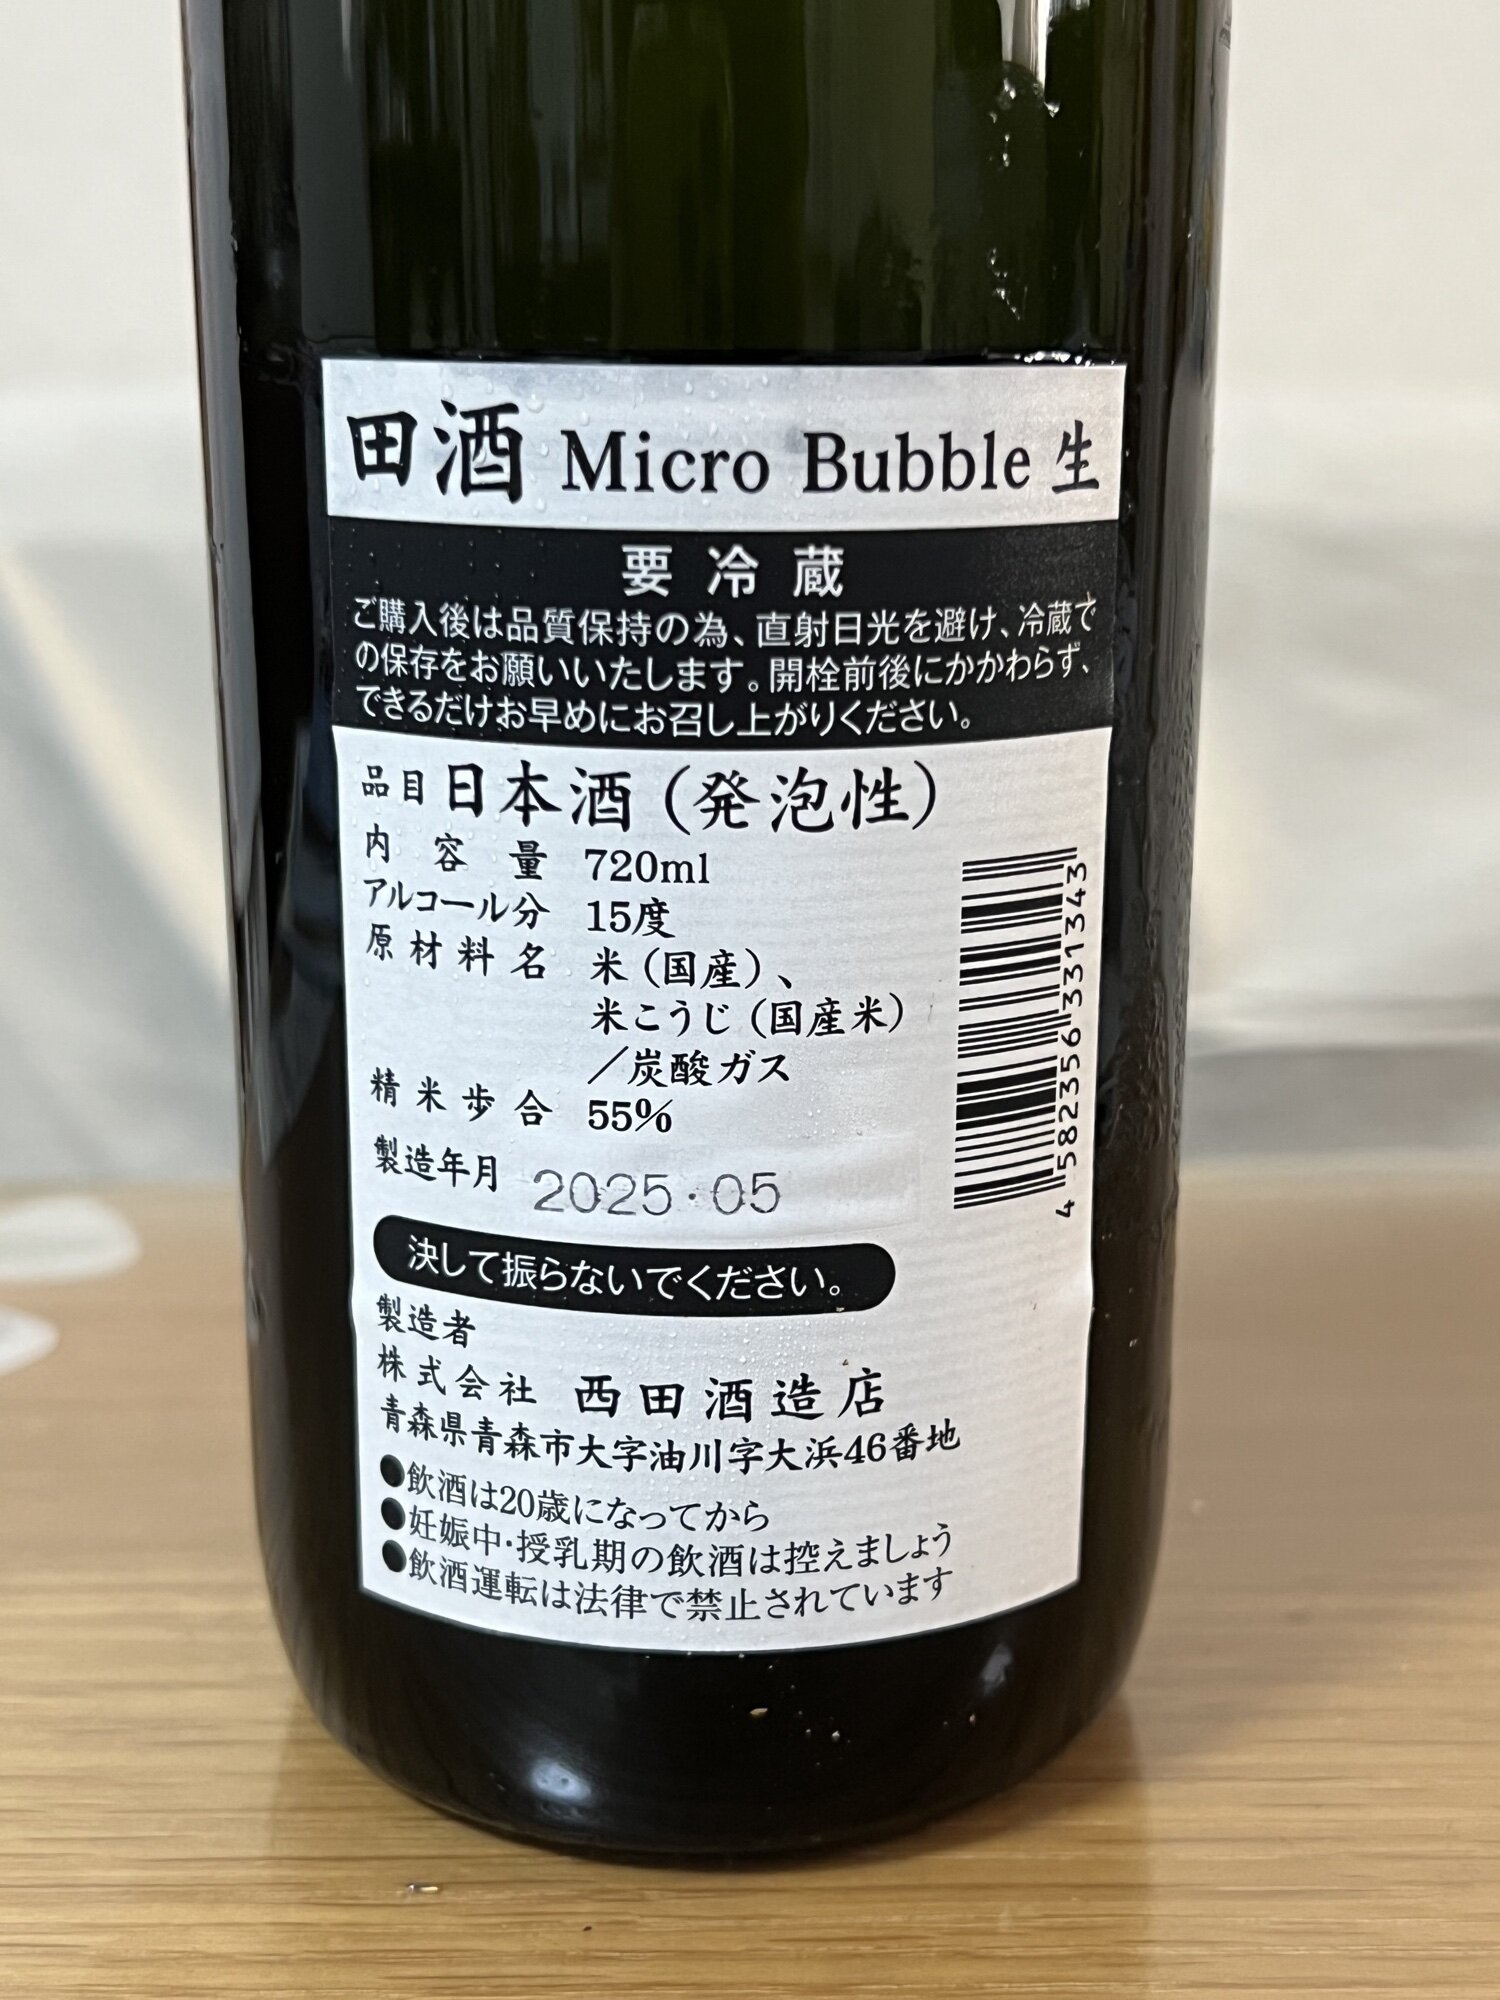 田酒 Micro Bubble 生
要冷蔵
ご購入後は品質保持の為、直射日光を避け、冷蔵で
の保存をお願いいたします。開栓前後にかかわらず、
できるだけお早めにお召し上がりください。
品目 日本酒(発泡性)
内容量 720ml
アルコール分 15度
原材料名 米(国産)、
米こうじ(国産米)
/炭酸ガス
精米歩合 55%
製造年月 2025・05
決して振らないでください。
製造者
株式会社 西田酒造店
青森県青森市大字油川字大浜46番地
●飲酒は20歳になってから
●妊娠中・授乳期の飲酒は控えましょう
●飲酒運転は法律で禁止されています
4 582356 331343